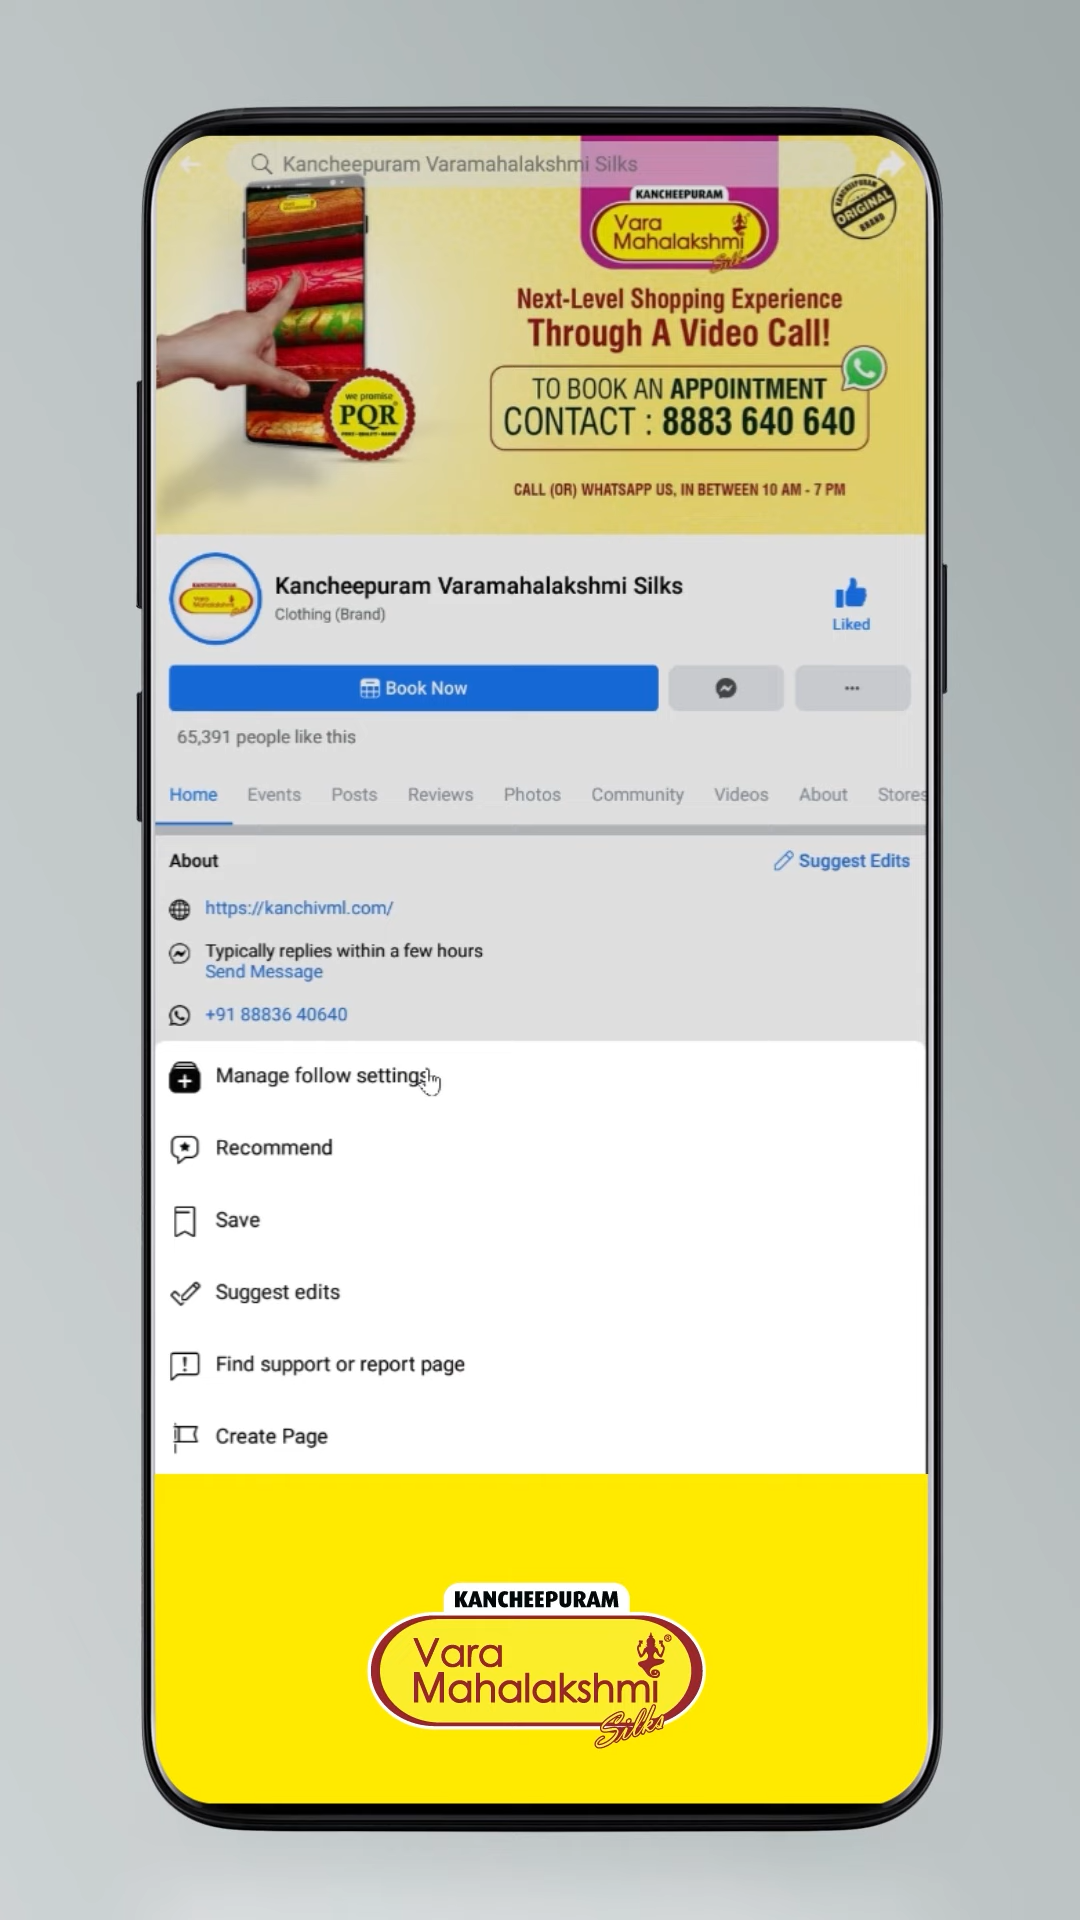 Kancheepuram Varamahalakshmi Silks
KANCHEEPURAM
Vara
Mahalakshmi
Silks
KANCHEEPURAM
ORIGINAL
BRAND
Next-Level Shopping Experience
Through A Video Call!
TO BOOK AN APPOINTMENT
CONTACT : 8883 640 640
CALL (OR) WHATSAPP US, IN BETWEEN 10 AM - 7 PM
we promise
PQR
KANCHEEPURAM
Vara
Mahalakshmi
Kancheepuram Varamahalakshmi Silks
Clothing (Brand)
Liked
Book Now
65,391 people like this
Home Events Posts Reviews Photos Community Videos About Stores
About
Suggest Edits
https://kanchivml.com/
Typically replies within a few hours
Send Message
+91 88836 40640
Manage follow settings
Recommend
Save
Suggest edits
Find support or report page
Create Page
KANCHEEPURAM
Vara
Mahalakshmi
®
Silks